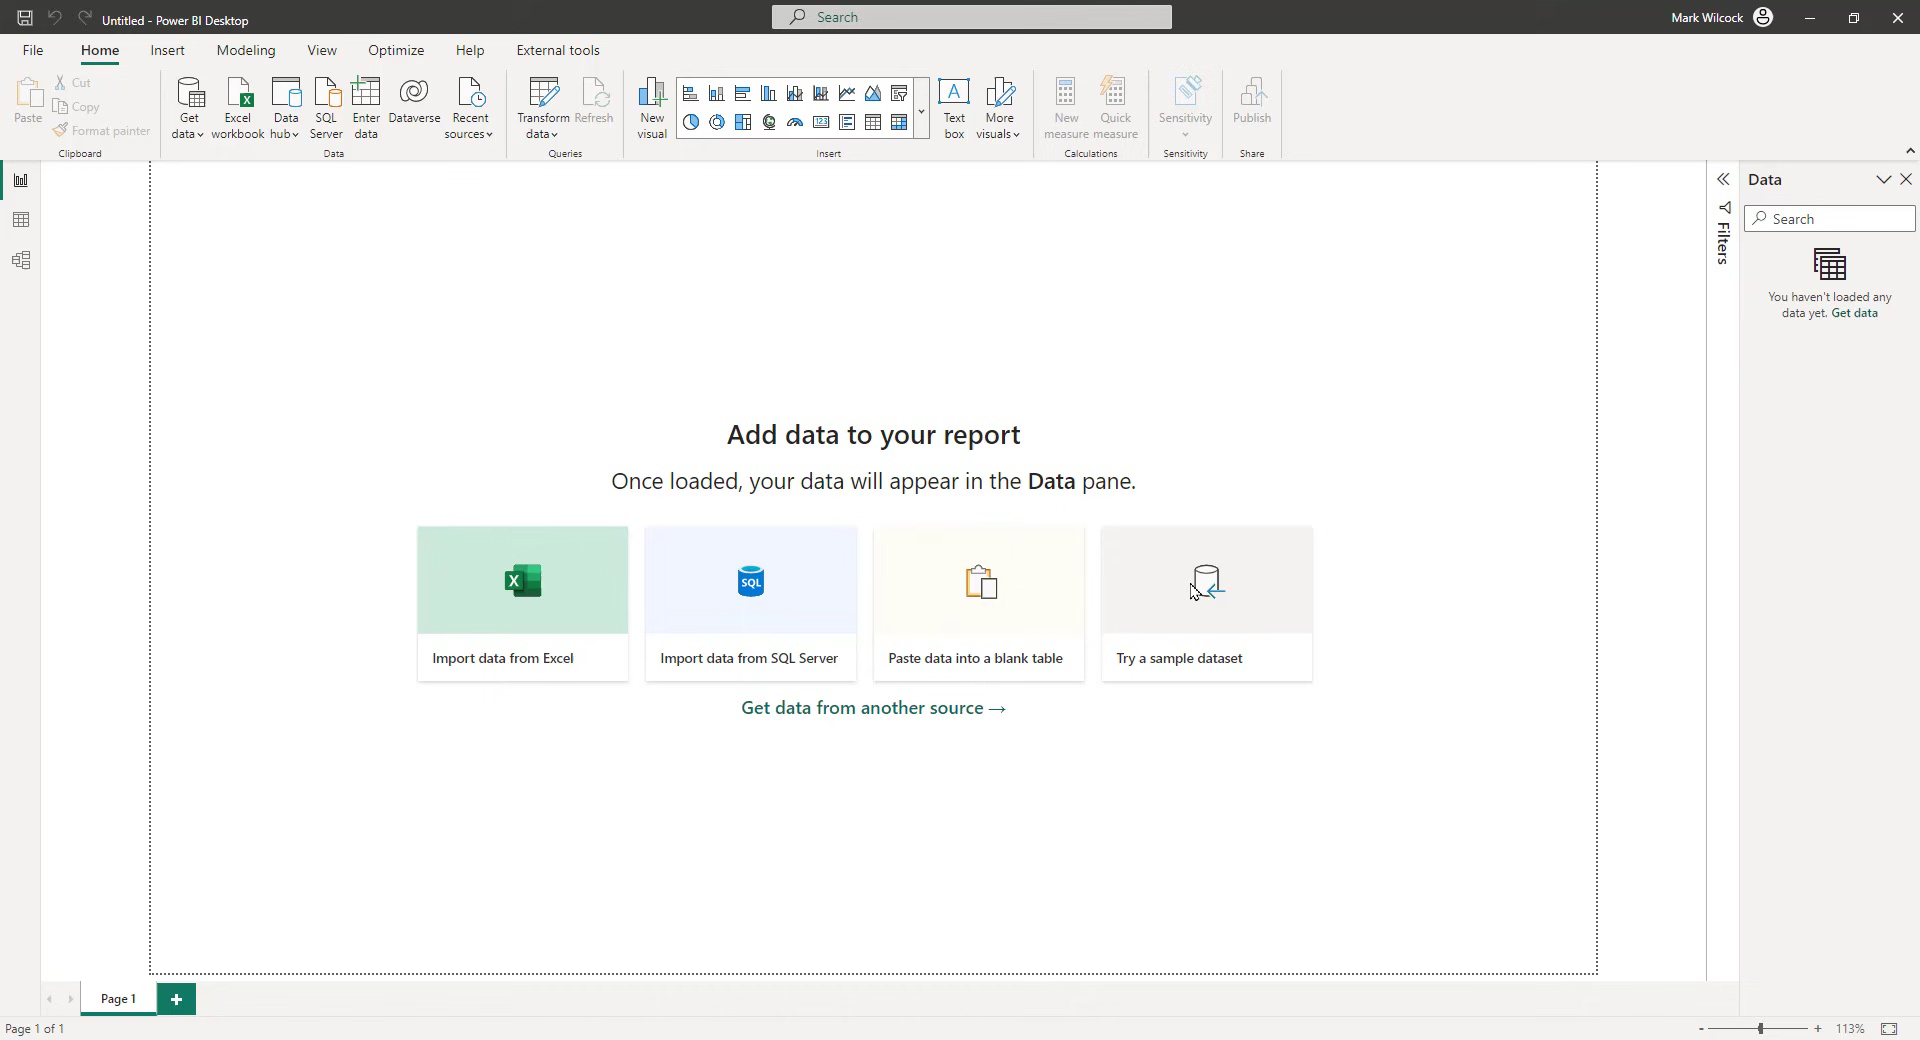 Untitled - Power BI Desktop
Search
Mark Wilcock
File Home Insert Modeling View Optimize Help External tools
Paste
Cut
Copy
Format painter
Clipboard
Get data
Excel workbook
Data hub
SQL Server
Enter data
Dataverse
Recent sources
Data
Transform data
Refresh
Queries
New visual
123
A
Text box
More visuals
Insert
New measure
Quick measure
Calculations
Sensitivity
Sensitivity
Publish
Share
Filters
Data
Search
You haven't loaded any
data yet. Get data
Add data to your report
Once loaded, your data will appear in the Data pane.
X
SQL
Import data from Excel
Import data from SQL Server
Paste data into a blank table
Try a sample dataset
Get data from another source →
Page 1
+
Page 1 of 1
- + 113%